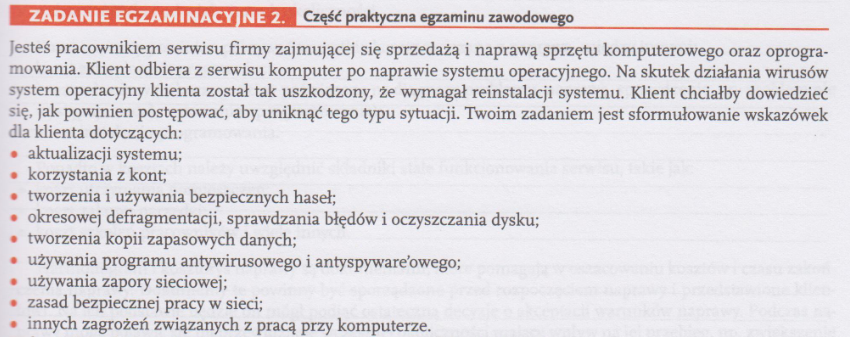 ZADANIE EGZAMINACYJNE 2. Część praktyczna egzaminu zawodowego
Jesteś pracownikiem serwisu firmy zajmującej się sprzedażą i naprawą sprzętu komputerowego oraz oprogra-
mowania. Klient odbiera z serwisu komputer po naprawie systemu operacyjnego. Na skutek działania wirusów
system operacyjny klienta został tak uszkodzony, że wymagał reinstalacji systemu. Klient chciałby dowiedzieć
się, jak powinien postępować, aby uniknąć tego typu sytuacji. Twoim zadaniem jest sformułowanie wskazówek
dla klienta dotyczących:
• aktualizacji systemu;
• korzystania z kont;
• tworzenia i używania bezpiecznych haseł;
• okresowej defragmentacji, sprawdzania błędów i oczyszczania dysku;
• tworzenia kopii zapasowych danych;
• używania programu antywirusowego i antyspyware'owego;
• używania zapory sieciowej;
• zasad bezpiecznej pracy w sieci;
• innych zagrożeń związanych z pracą przy komputerze.